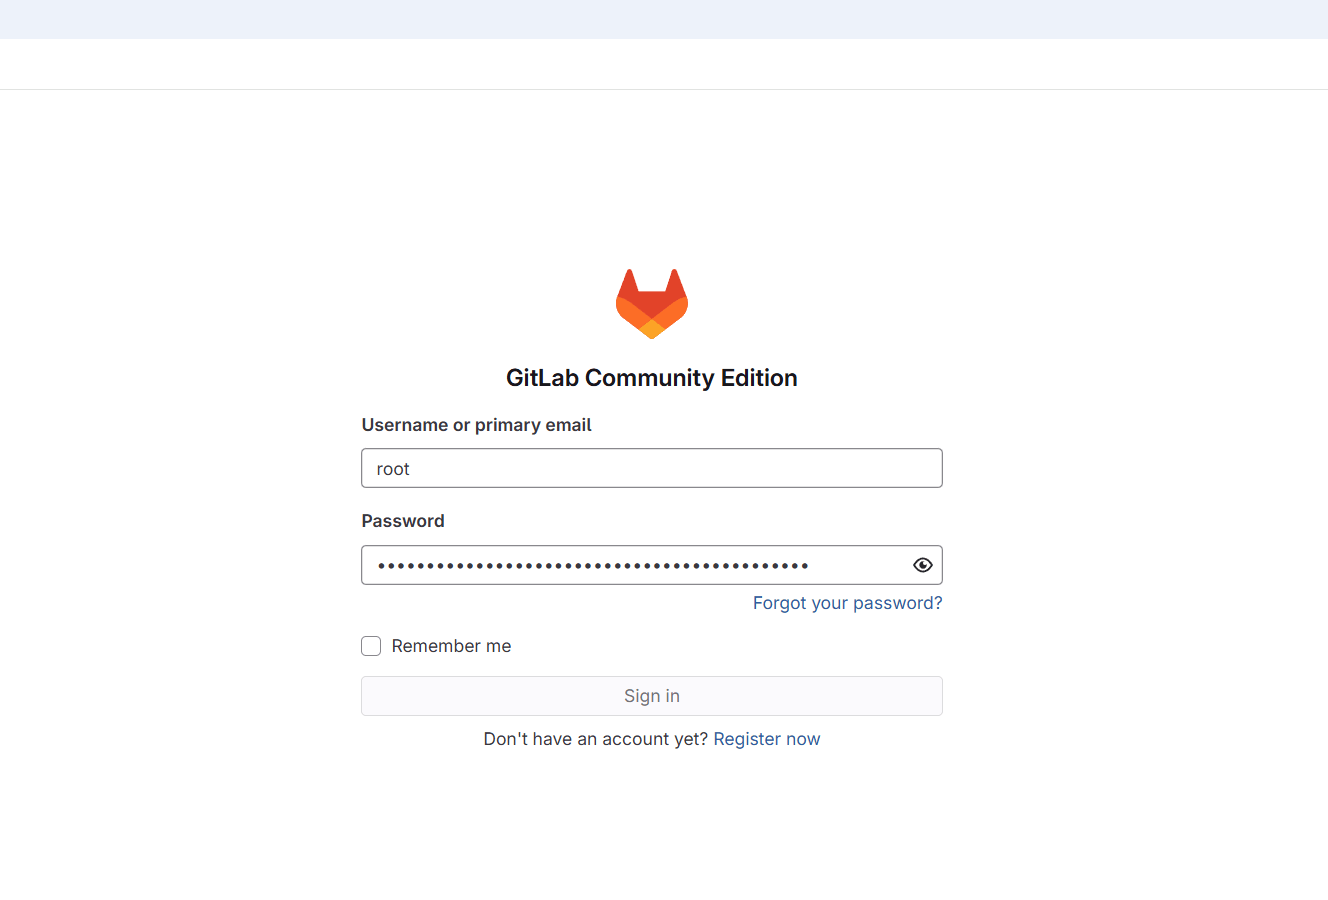 GitLab Community Edition
Username or primary email
root
Password
••••••••••••••••••••••••••••••••••••••••••••
Forgot your password?
Remember me
Sign in
Don't have an account yet? Register now